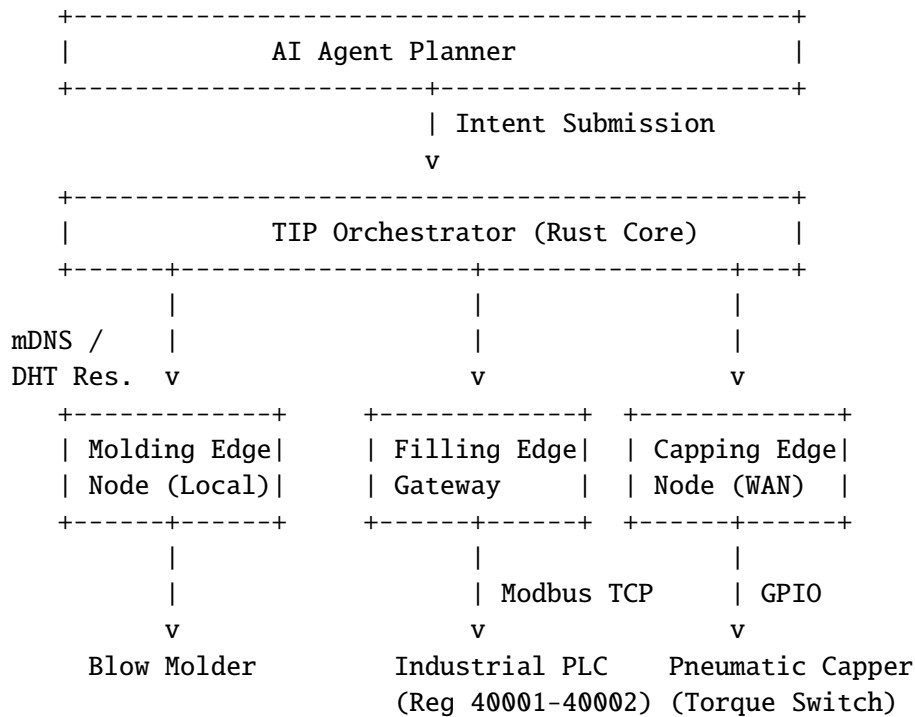 AI Agent Planner
Intent Submission
v
TIP Orchestrator (Rust Core)
mDNS /
DHT Res. v v v
Molding Edge Filling Edge Capping Edge
Node (Local) Gateway Node (WAN)
Modbus TCP GPIO
v v v
Blow Molder Industrial PLC Pneumatic Capper
(Reg 40001-40002) (Torque Switch)